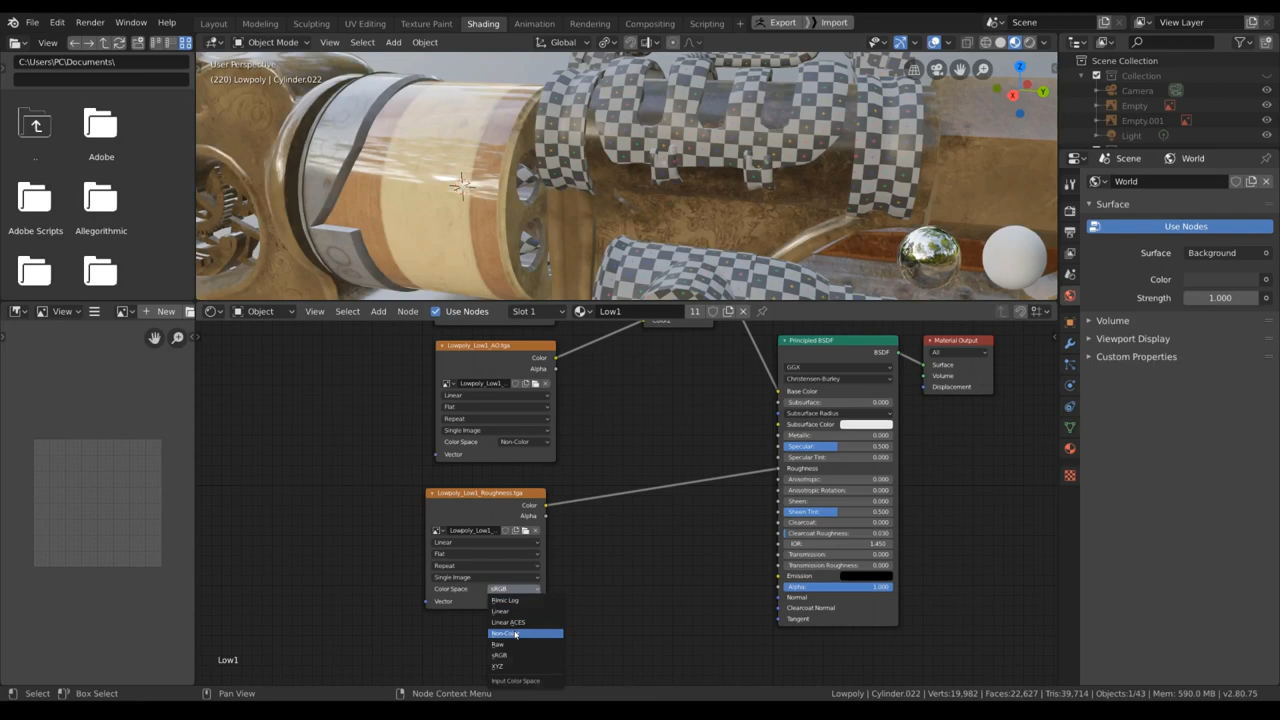 File Edit Render Window Help
Layout Modeling Sculpting UV Editing Texture Paint Shading Animation Rendering Compositing Scripting + Export Import
Scene View Layer
View
Object Mode View Select Add Object Global
C:\Users\PC\Documents\
..
Adobe
Adobe Scripts
Allegorithmic
User Perspective
(220) Lowpoly | Cylinder.022
Z
X
Y
Scene Collection
Collection
Camera
Empty
Empty.001
Light
Scene World
World
Surface
Use Nodes
Surface Background
Color
Strength 1.000
Volume
Viewport Display
Custom Properties
View New
Object View Select Add Node Use Nodes Slot 1 Low1 11
Lowpoly_Low1_AO.tga
Color
Alpha
Lowpoly_Low1_..
Linear
Flat
Repeat
Single Image
Color Space Non-Color
Vector
Lowpoly_Low1_Roughness.tga
Color
Alpha
Lowpoly_Low1_..
Linear
Flat
Repeat
Single Image
Color Space sRGB
Vector
Filmic Log
Linear
Linear ACES
Raw
sRGB
XYZ
Input Color Space
Principled BSDF
BSDF
GGX
Christensen-Burley
Base Color
Subsurface: 0.000
Subsurface Radius
Subsurface Color
Metallic: 0.000
Specular: 0.500
Specular Tint: 0.000
Roughness
Anisotropic: 0.000
Anisotropic Rotation: 0.000
Sheen: 0.000
Sheen Tint: 0.500
Clearcoat: 0.000
Clearcoat Roughness: 0.030
IOR: 1.450
Transmission: 0.000
Transmission Roughness: 0.000
Emission
Alpha: 1.000
Normal
Clearcoat Normal
Tangent
Material Output
All
Surface
Volume
Displacement
Low1
Select Box Select Pan View Node Context Menu
Lowpoly | Cylinder.022 | Verts:19,982 | Faces:22,627 | Tris:39,714 | Objects:1/43 | Mem: 590.0 MB | v2.80.75